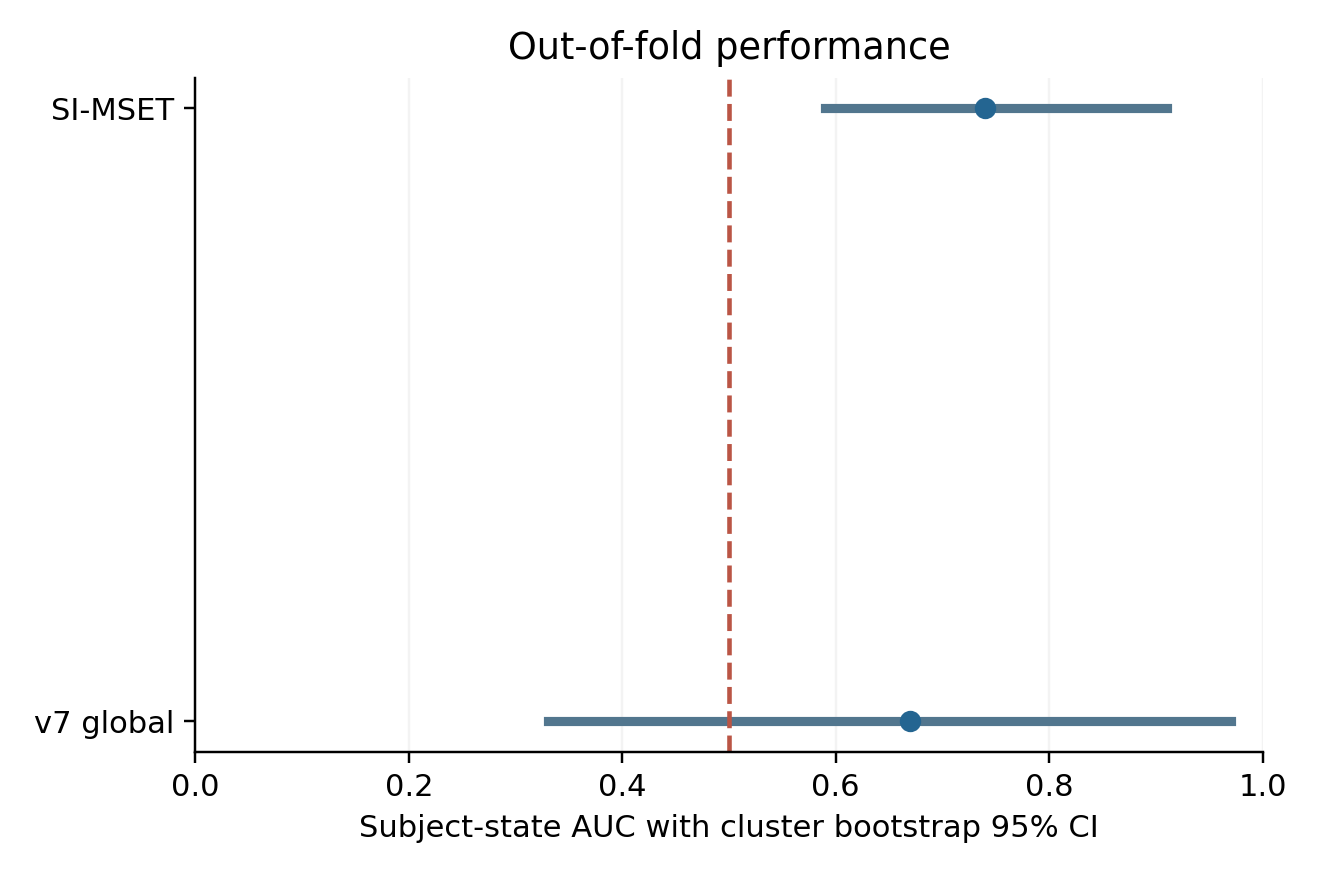 Out-of-fold performance
SI-MSET
v7 global
0.0 0.2 0.4 0.6 0.8 1.0
Subject-state AUC with cluster bootstrap 95% CI